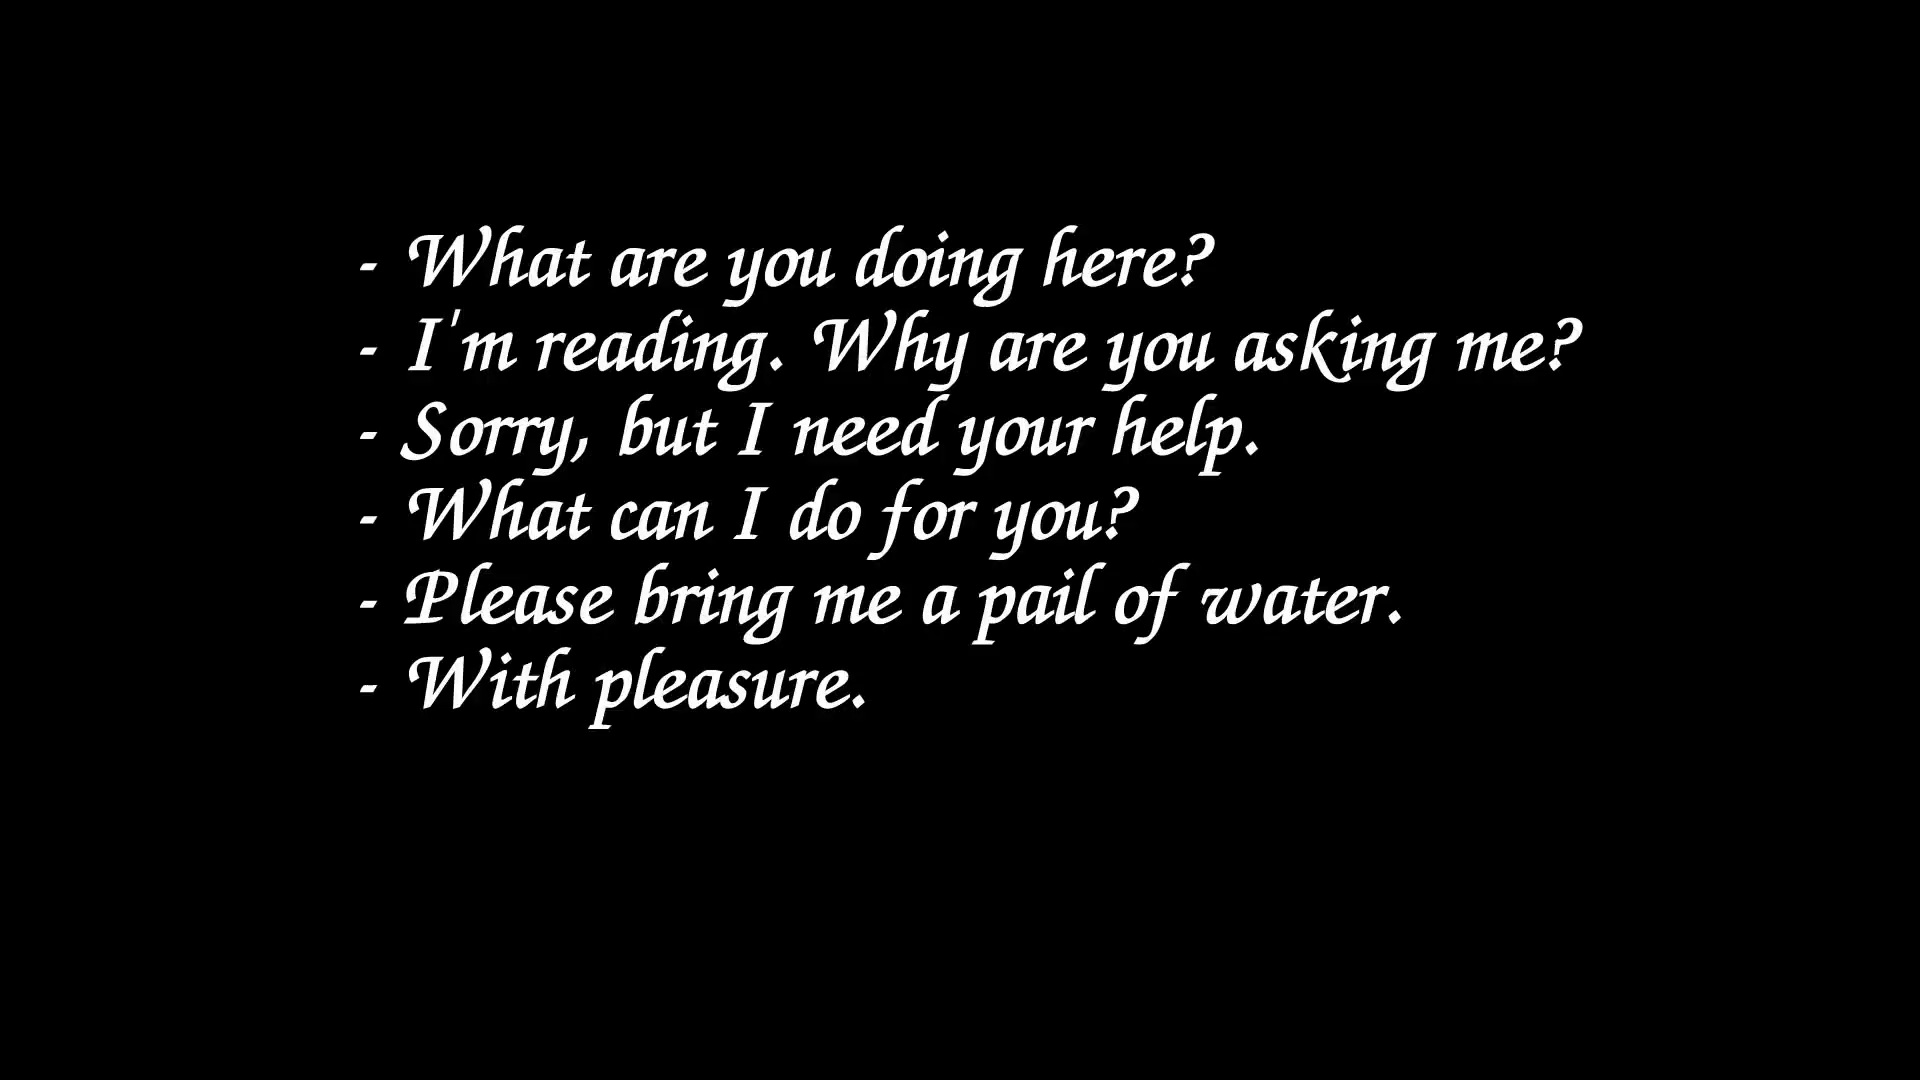 - What are you doing here?
- I'm reading. Why are you asking me?
- Sorry, but I need your help.
- What can I do for you?
- Please bring me a pail of water.
- With pleasure.